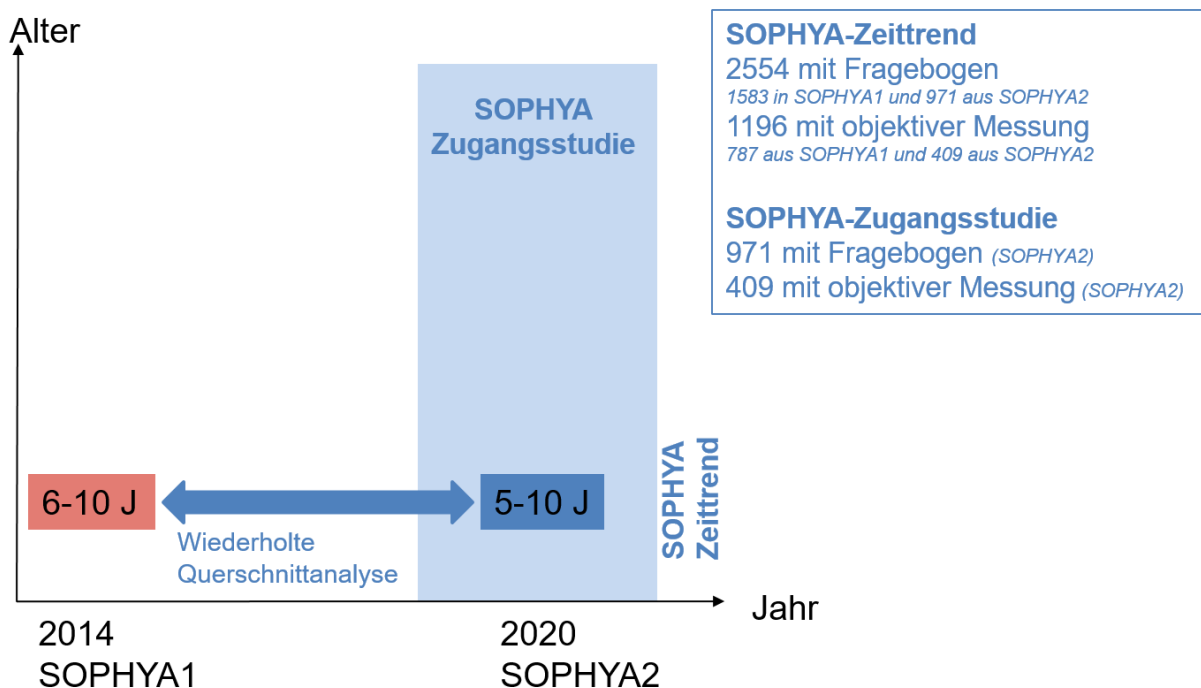 Alter
SOPHYA
Zugangsstudie
SOPHYA-Zeittrend
2554 mit Fragebogen
1583 in SOPHYA1 und 971 aus SOPHYA2
1196 mit objektiver Messung
787 aus SOPHYA1 und 409 aus SOPHYA2
SOPHYA-Zugangsstudie
971 mit Fragebogen (SOPHYA2)
409 mit objektiver Messung (SOPHYA2)
6-10 J
5-10 J
Wiederholte
Querschnittanalyse
SOPHYA
Zeittrend
Jahr
2014
SOPHYA1
2020
SOPHYA2